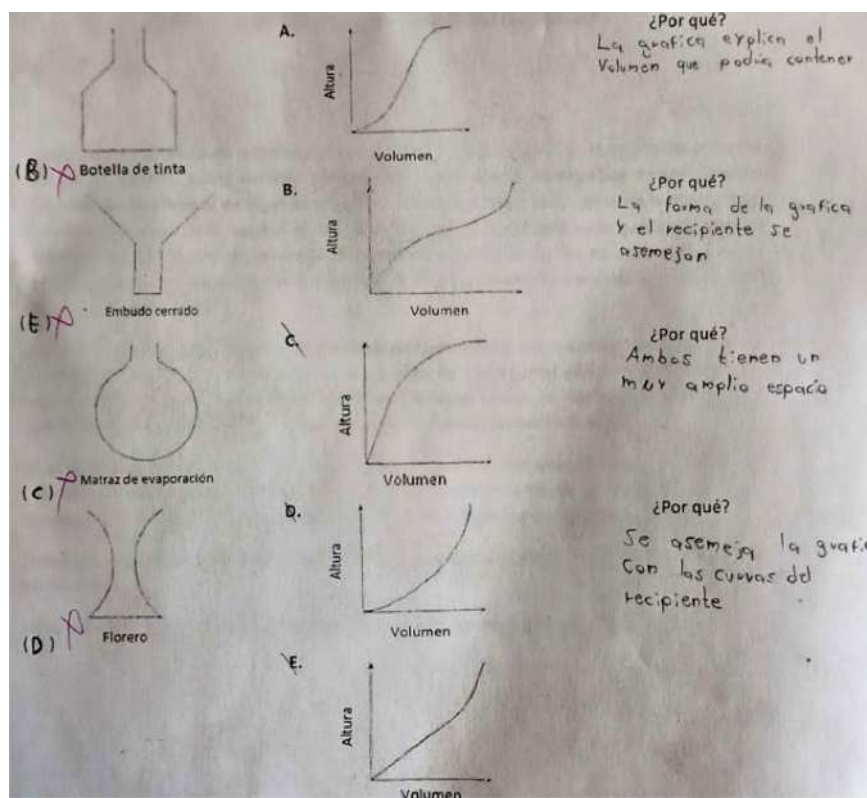 A.
Altura
Volumen
¿Por qué?
La grafica explica el
Volumen que podria contener
(B) Botella de tinta
B.
Altura
Volumen
¿Por qué?
La forma de la grafica
y el recipiente se
asemejan
(E) Embudo cerrado
C.
Altura
Volumen
¿Por qué?
Ambos tienen un
muy amplio espacio
(C) Matraz de evaporación
D.
Altura
Volumen
¿Por qué?
Se asemeja la grafi
Con las curvas del
recipiente
(D) Florero
E.
Altura
Volumen